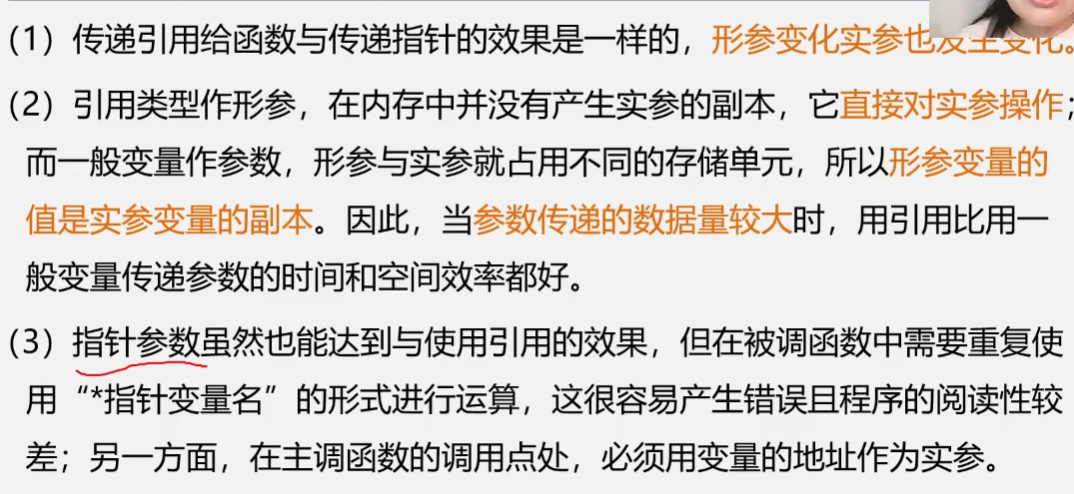 （1）传递引用给函数与传递指针的效果是一样的，形参变化实参也发生变化。
（2）引用类型作形参，在内存中并没有产生实参的副本，它直接对实参操作；
而一般变量作参数，形参与实参就占用不同的存储单元，所以形参变量的
值是实参变量的副本。因此，当参数传递的数据量较大时，用引用比用一
般变量传递参数的时间和空间效率都好。
（3）指针参数虽然也能达到与使用引用的效果，但在被调函数中需要重复使
用“*指针变量名”的形式进行运算，这很容易产生错误且程序的阅读性较
差；另一方面，在主调函数的调用点处，必须用变量的地址作为实参。